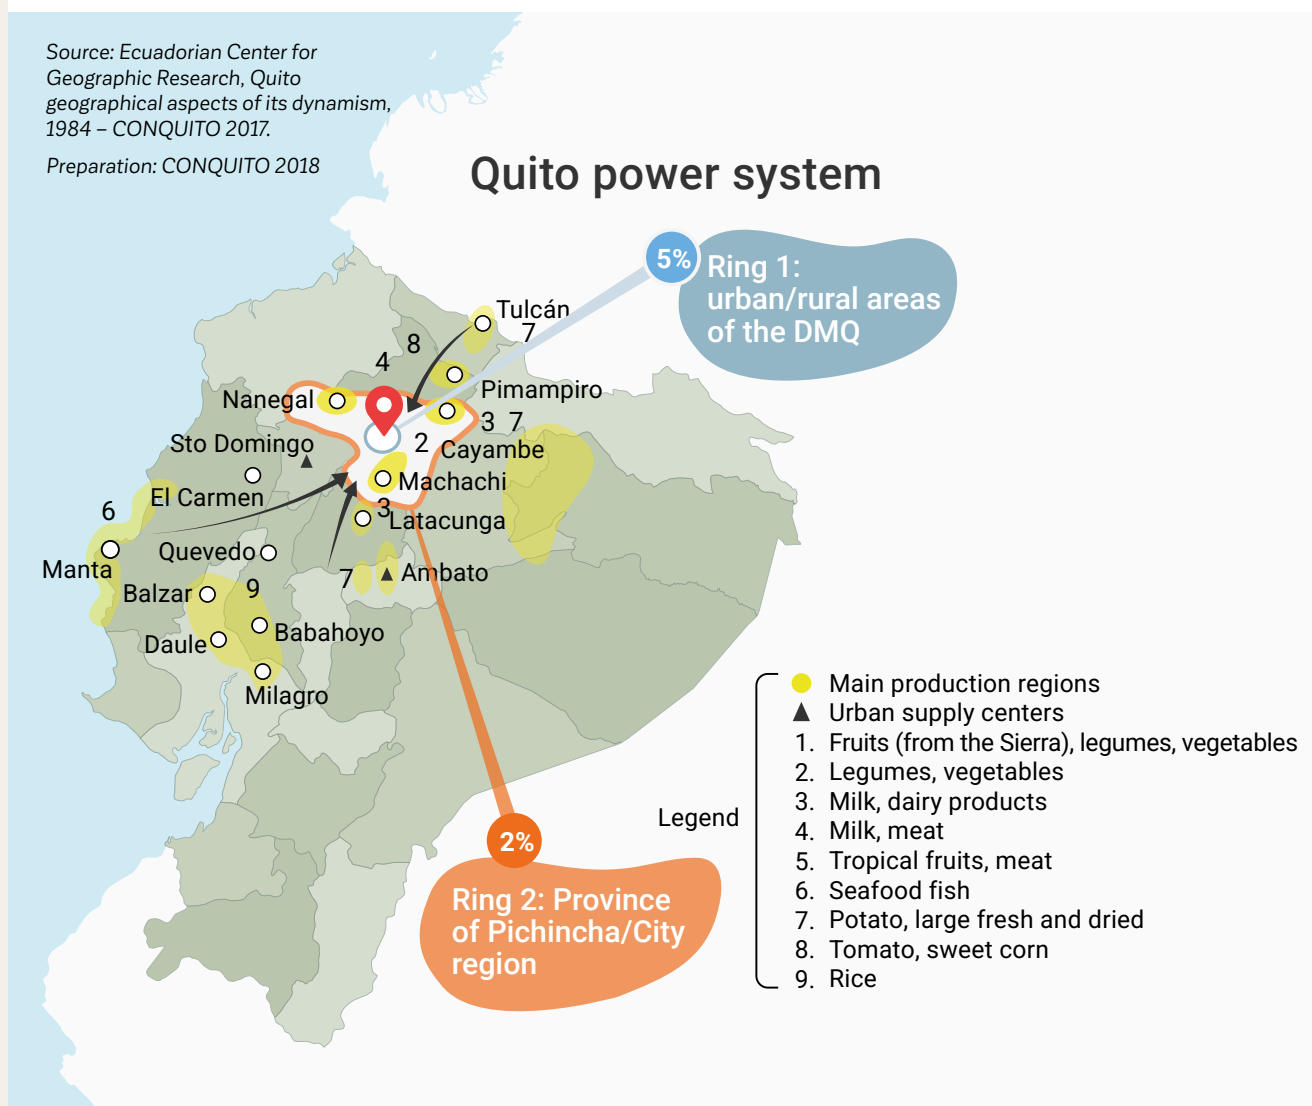 Source: Ecuadorian Center for
Geographic Research, Quito
geographical aspects of its dynamism,
1984 – CONQUITO 2017.
Preparation: CONQUITO 2018
Quito power system
5%
Ring 1:
urban/rural areas
of the DMQ
Tulcán
7
8
4
Pimampiro
Nanegal
3 7
2
Cayambe
Sto Domingo
Machachi
El Carmen
3
6
Latacunga
Manta
Quevedo
7
Ambato
Balzar
9
Babahoyo
Daule
Milagro
2%
Ring 2: Province
of Pichincha/City
region
Legend
Main production regions
Urban supply centers
1. Fruits (from the Sierra), legumes, vegetables
2. Legumes, vegetables
3. Milk, dairy products
4. Milk, meat
5. Tropical fruits, meat
6. Seafood fish
7. Potato, large fresh and dried
8. Tomato, sweet corn
9. Rice